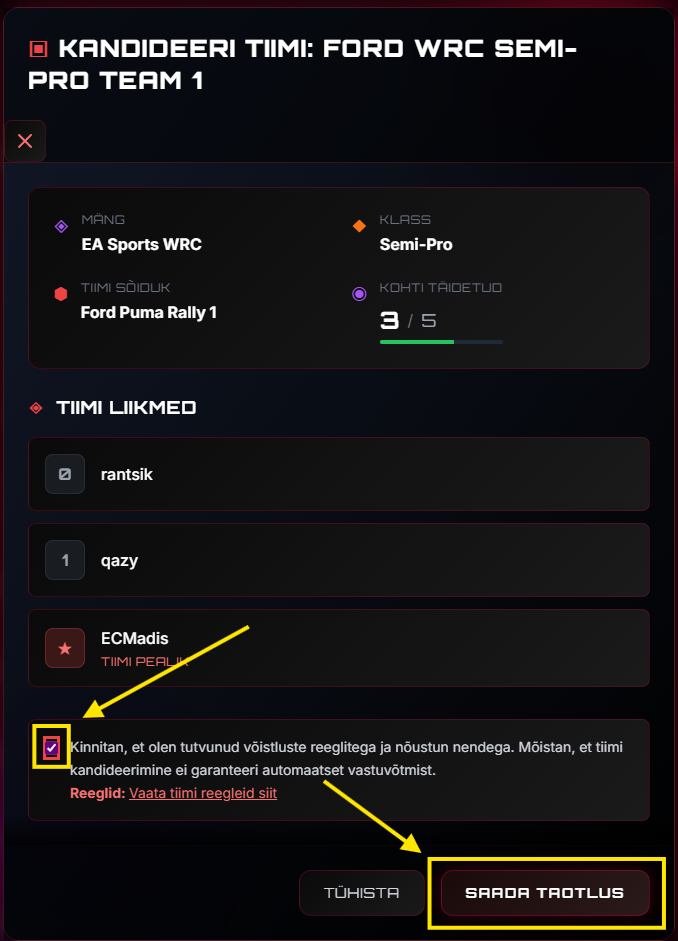 KANDIDEERI TIIMI: FORD WRC SEMI-
PRO TEAM 1
MÄNG
EA Sports WRC
KLASS
Semi-Pro
TIIMI SÕIDUK
Ford Puma Rally 1
KOHTI TÄIDETUD
3 / 5
TIIMI LIIKMED
0 rantsik
1 qazy
ECMadis
TIIMI PEALIK
Kinnitan, et olen tutvunud võistluste reeglitega ja nõustun nendega. Mõistan, et tiimi
kandideerimine ei garanteeri automaatset vastuvõtmist.
Reeglid: Vaata tiimi reegleid siit
TÜHISTA
SAADA TAOTLUS